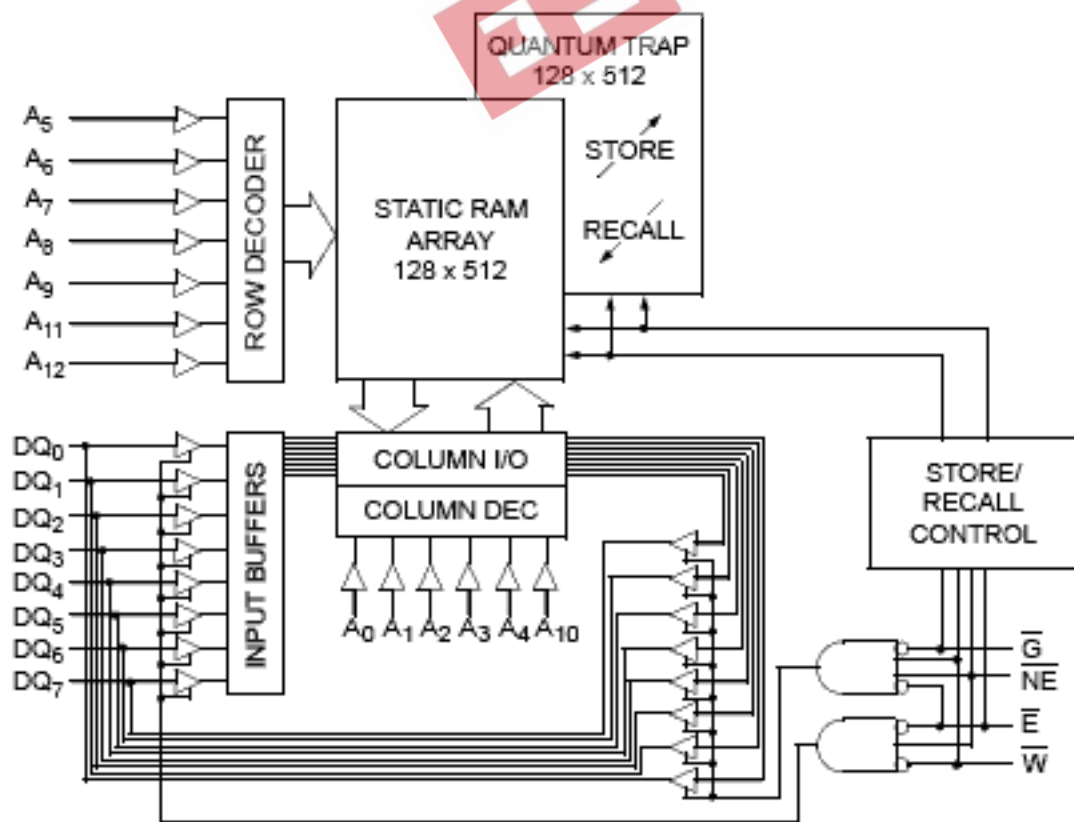 QUANTUM TRAP
128 x 512
A5
A6
A7
A8
A9
A11
A12
ROW DECODER
STATIC RAM
ARRAY
128 x 512
STORE
RECALL
DQ0
DQ1
DQ2
DQ3
DQ4
DQ5
DQ6
DQ7
INPUT BUFFERS
COLUMN I/O
COLUMN DEC
A0 A1 A2 A3 A4 A10
STORE/
RECALL
CONTROL
G̅
N̅E̅
E̅
W̅